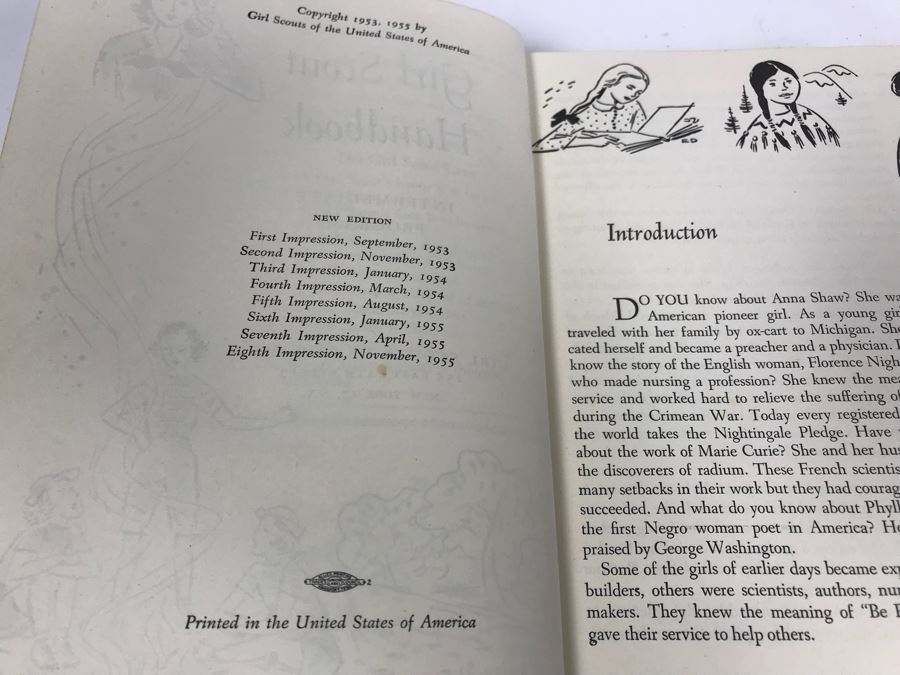 Copyright 1953, 1955 by
Girl Scouts of the United States of America
Girl Scout
Handbook
NEW EDITION
First Impression, September, 1953
Second Impression, November, 1953
Third Impression, January, 1954
Fourth Impression, March, 1954
Fifth Impression, August, 1954
Sixth Impression, January, 1955
Seventh Impression, April, 1955
Eighth Impression, November, 1955
2
Printed in the United States of America
ED
Introduction
DO YOU know about Anna Shaw? She wa
American pioneer girl. As a young gir
traveled with her family by ox-cart to Michigan. She
cated herself and became a preacher and a physician.
know the story of the English woman, Florence Nigh
who made nursing a profession? She knew the mea
service and worked hard to relieve the suffering of
during the Crimean War. Today every registered
the world takes the Nightingale Pledge. Have
about the work of Marie Curie? She and her hus
the discoverers of radium. These French scientis
many setbacks in their work but they had courag
succeeded. And what do you know about Phyll
the first Negro woman poet in America? He
praised by George Washington.
Some of the girls of earlier days became exp
builders, others were scientists, authors, nur
makers. They knew the meaning of "Be P
gave their service to help others.